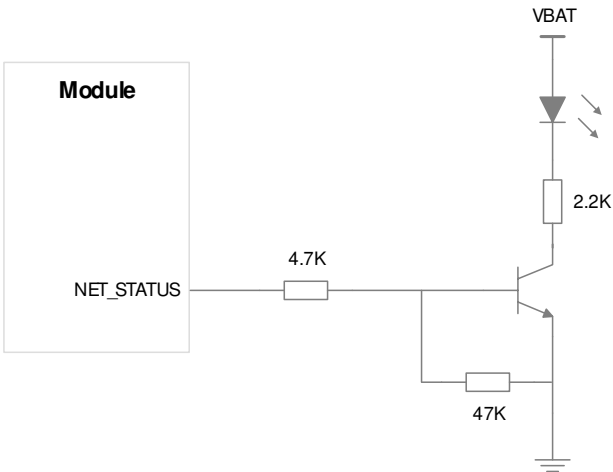 VBAT
Module
2.2K
4.7K
NET_STATUS
47K